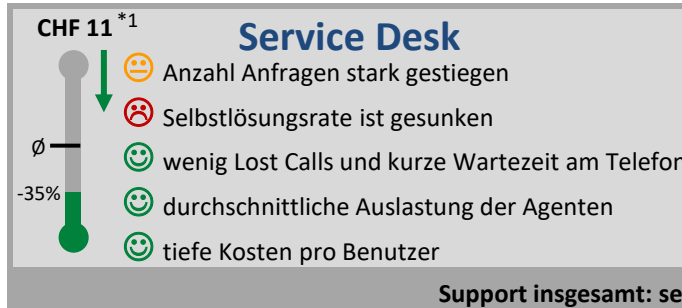 CHF 11 *1
Service Desk
Anzahl Anfragen stark gestiegen
Selbstlösungsrate ist gesunken
Ø
wenig Lost Calls und kurze Wartezeit am Telefon
-35%
durchschnittliche Auslastung der Agenten
tiefe Kosten pro Benutzer
Support insgesamt: se